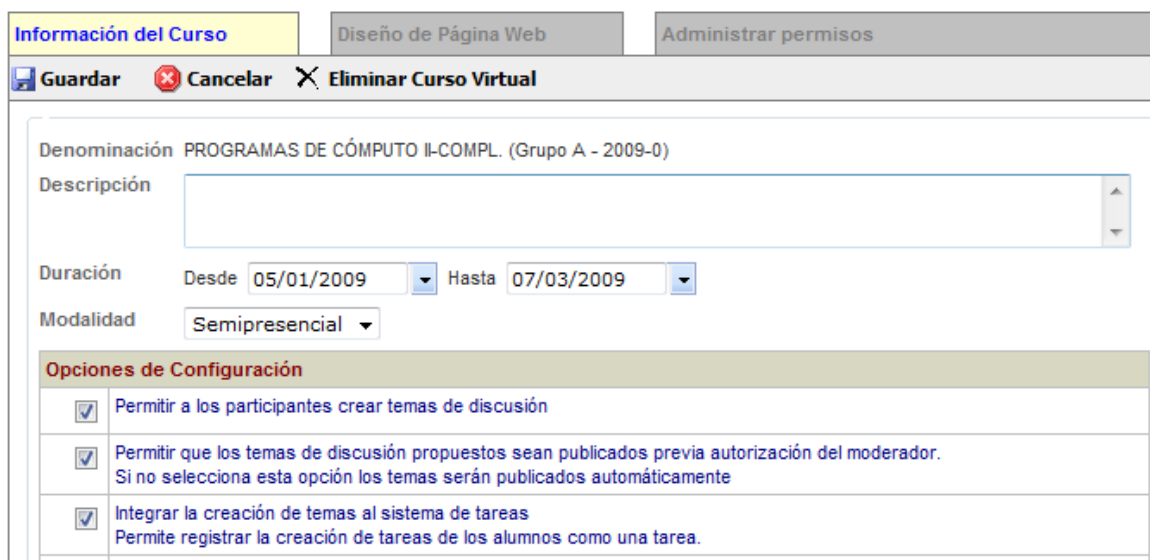 Información del Curso Diseño de Página Web Administrar permisos
Guardar Cancelar Eliminar Curso Virtual
Denominación PROGRAMAS DE CÓMPUTO II-COMPL. (Grupo A - 2009-0)
Descripción
Duración Desde 05/01/2009 Hasta 07/03/2009
Modalidad Semipresencial
Opciones de Configuración
Permitir a los participantes crear temas de discusión
Permitir que los temas de discusión propuestos sean publicados previa autorización del moderador.
Si no selecciona esta opción los temas serán publicados automáticamente
Integrar la creación de temas al sistema de tareas
Permite registrar la creación de tareas de los alumnos como una tarea.